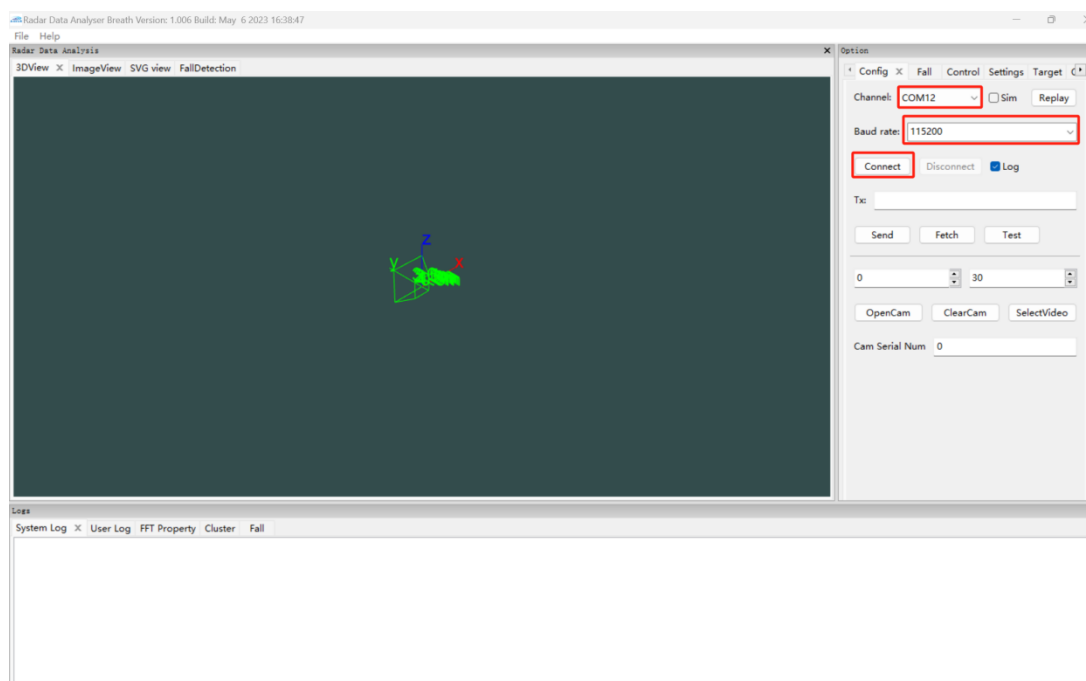 Radar Data Analyser Breath Version: 1.006 Build: May 6 2023 16:38:47
File Help
Radar Data Analysis
3DView X ImageView SVG view FallDetection
Z
Y
X
Option
Config X Fall Control Settings Target
Channel: COM12 Sim Replay
Baud rate: 115200
Connect Disconnect Log
Tx:
Send Fetch Test
0 30
OpenCam ClearCam SelectVideo
Cam Serial Num 0
Logs
System Log X User Log FFT Property Cluster Fall